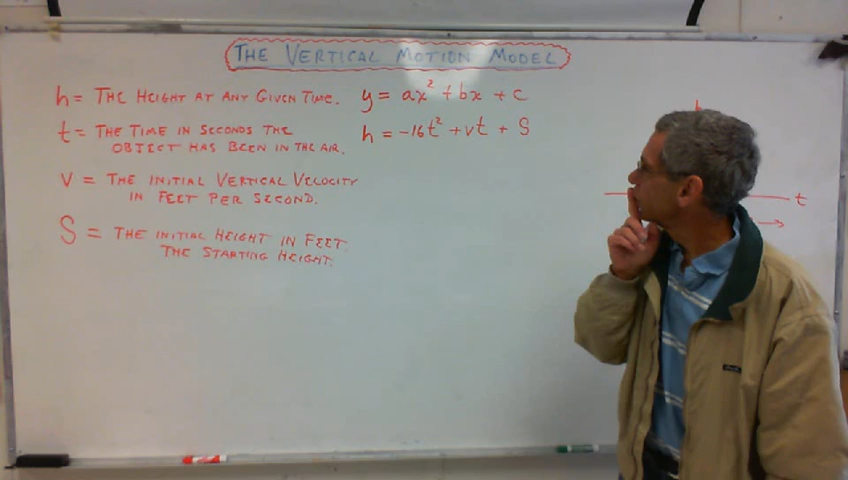 THE VERTICAL MOTION MODEL
h = THE HEIGHT AT ANY GIVEN TIME.
y = ax² + bx + c
t = THE TIME IN SECONDS THE
OBJECT HAS BEEN IN THE AIR.
h = -16t² + vt + S
V = THE INITIAL VERTICAL VELOCITY
IN FEET PER SECOND.
S = THE INITIAL HEIGHT IN FEET
THE STARTING HEIGHT.
h
t